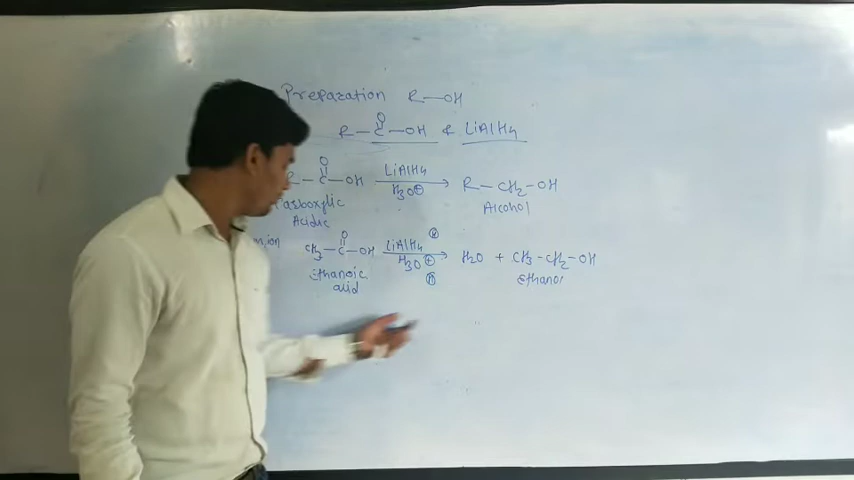 Preparation R—OH
O
R—C—OH & LiAlH4
O
R—C—OH LiAlH4 H3O⊕ R—CH2—OH
Carboxylic Alcohol
Acidic
CH3—C—OH LiAlH4 H3O⊕ H2O + CH3-CH2-OH
O
Ethanoic Ethanol
acid